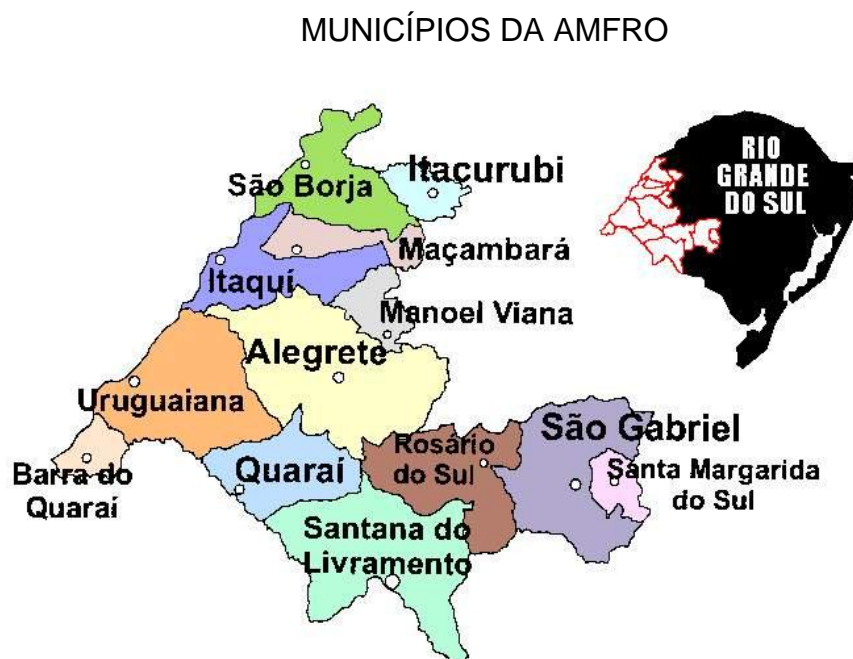 MUNICÍPIOS DA AMFRO
RIO
GRANDE
DO SUL
Itacurubi
São Borja
Maçambará
Itaquí
Manoel Viana
Alegrete
Uruguaiana
São Gabriel
Rosário
do Sul
Santa Margarida
do Sul
Quaraí
Barra do
Quaraí
Santana do
Livramento